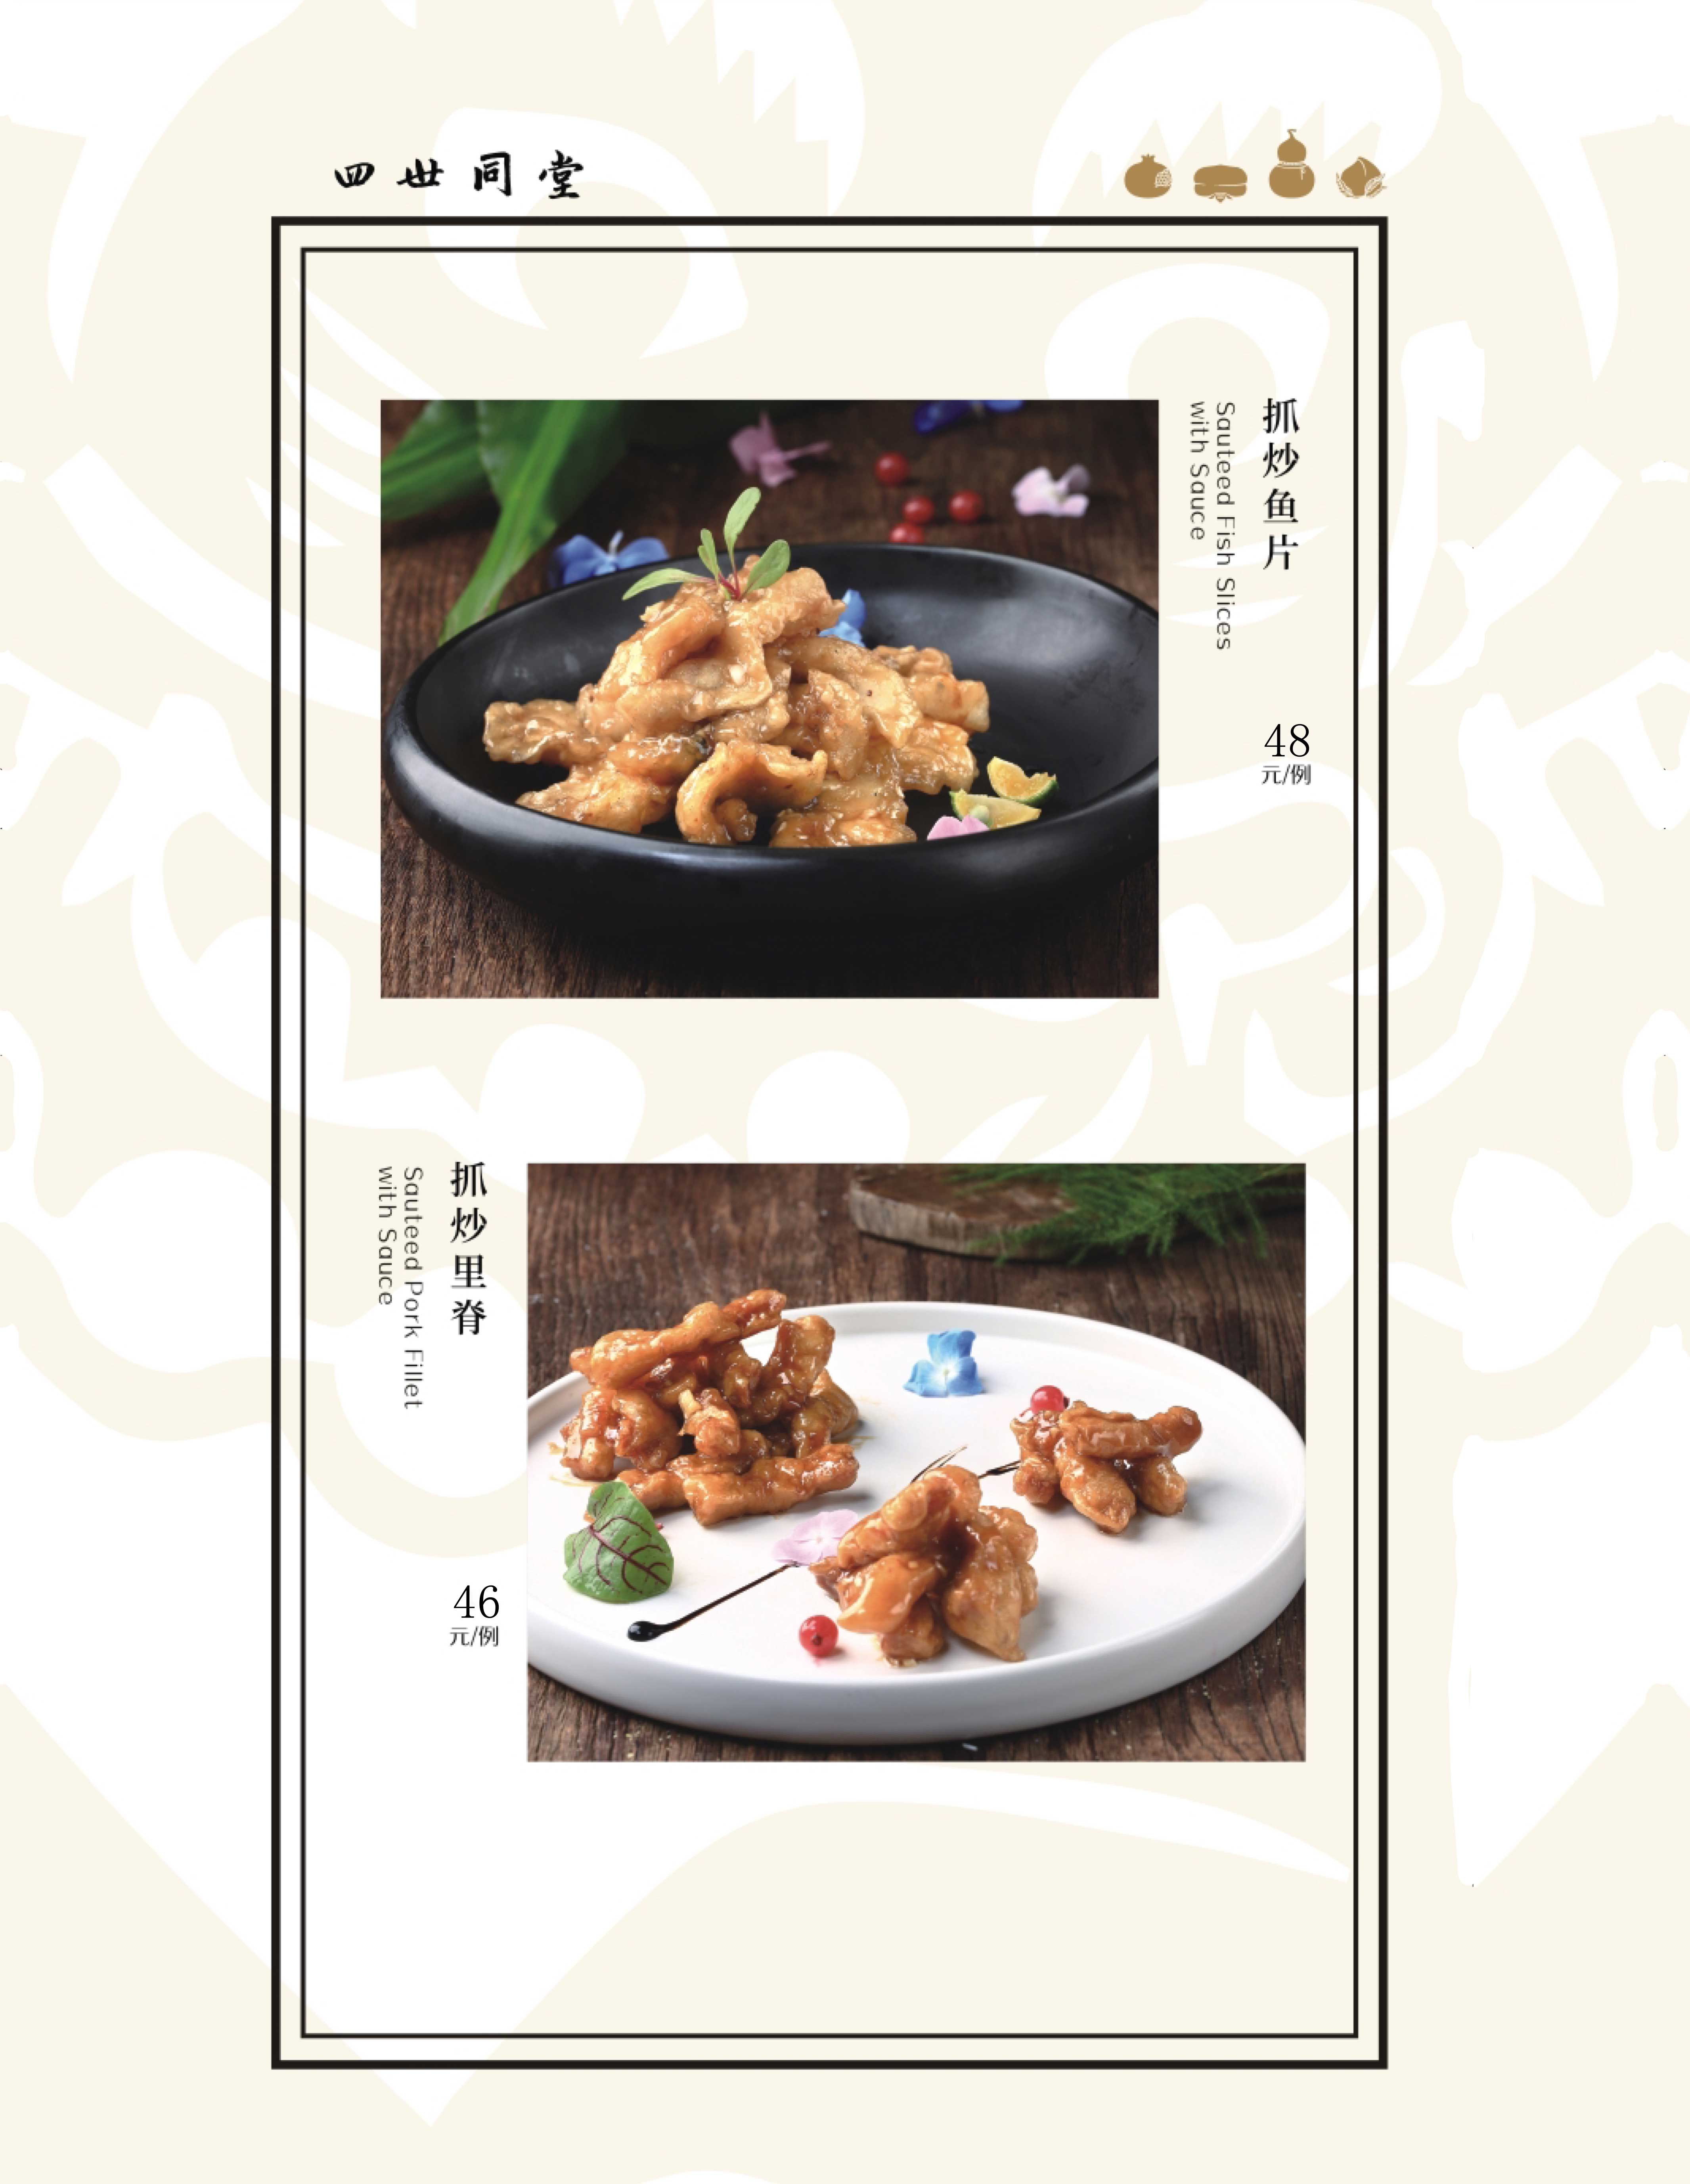 四世同堂
抓炒鱼片
Sauteed Fish Slices
with Sauce
48
元/例
抓炒里脊
Sauteed Pork Fillet
with Sauce
46
元/例